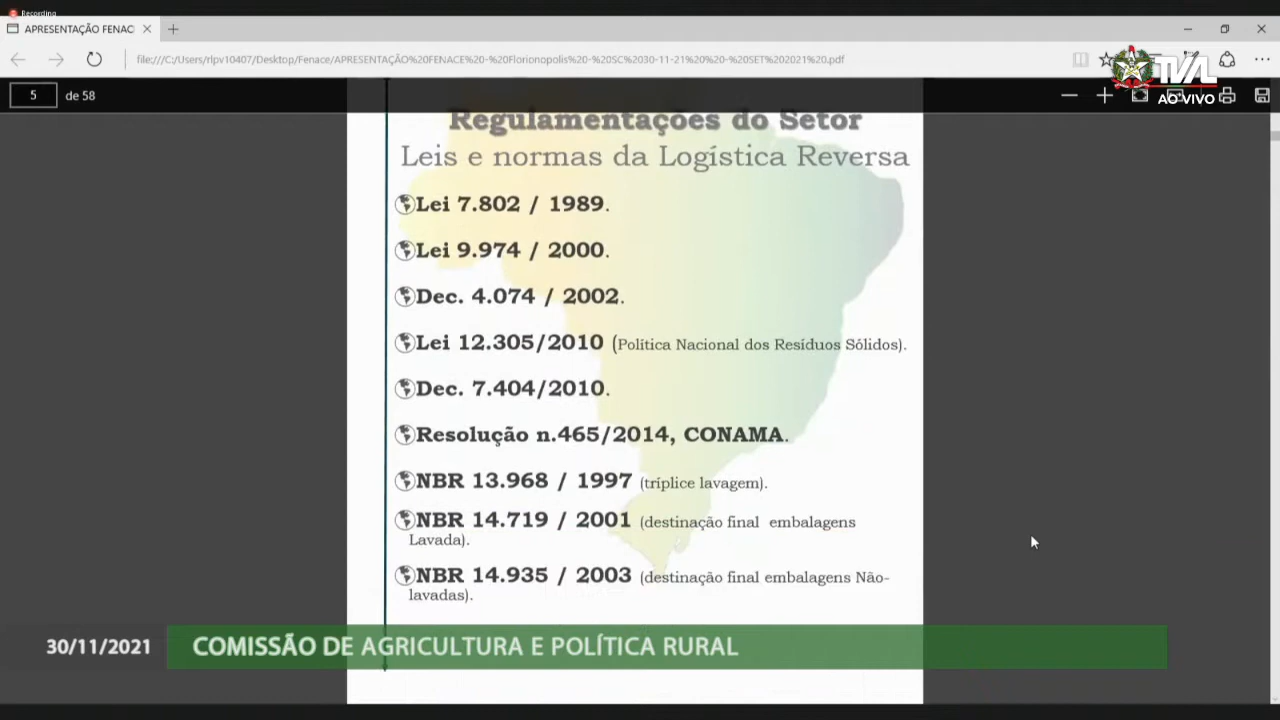 Recording
APRESENTAÇÃO FENAC
file:///C:/Users/rlpv10407/Desktop/Fenace/APRESENTAÇÃO%20FENACE%20-%20Florionopolis%20-%20SC%2030-11-21%20%20-%20SET%202021%20.pdf
TVAL
AO VIVO
5 de 58
Regulamentações do Setor
Leis e normas da Logística Reversa
Lei 7.802 / 1989.
Lei 9.974 / 2000.
Dec. 4.074 / 2002.
Lei 12.305/2010 (Política Nacional dos Resíduos Sólidos).
Dec. 7.404/2010.
Resolução n.465/2014, CONAMA.
NBR 13.968 / 1997 (tríplice lavagem).
NBR 14.719 / 2001 (destinação final embalagens
Lavada).
NBR 14.935 / 2003 (destinação final embalagens Não-
lavadas).
30/11/2021 COMISSÃO DE AGRICULTURA E POLÍTICA RURAL